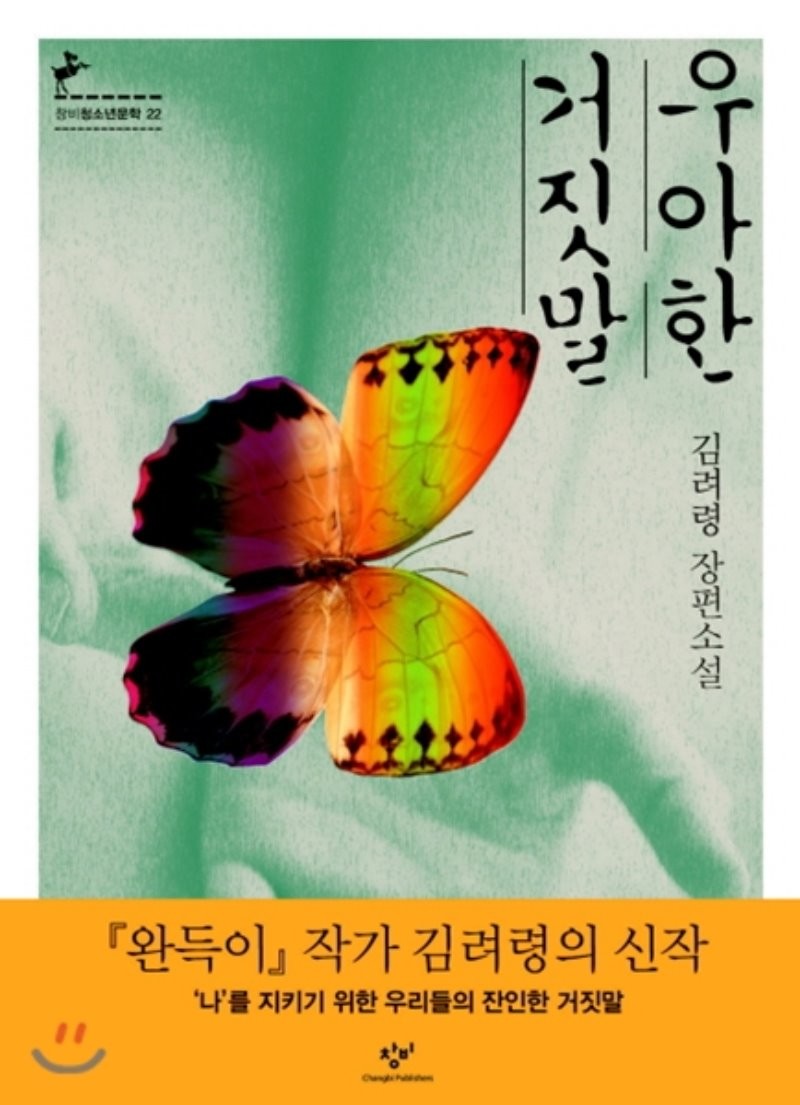 창비청소년문학 22
우아한
거짓말
김려령 장편소설
『완득이』 작가 김려령의 신작
'나'를 지키기 위한 우리들의 잔인한 거짓말
창비
Changbi Publishers